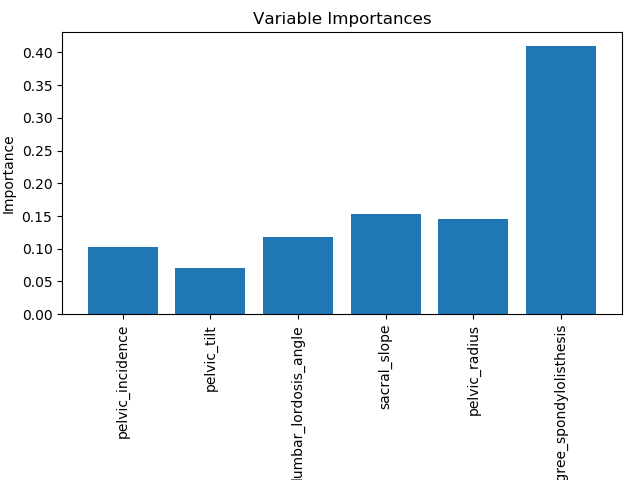 Variable Importances
Importance
0.40
0.35
0.30
0.25
0.20
0.15
0.10
0.05
0.00
pelvic_incidence
pelvic_tilt
lumbar_lordosis_angle
sacral_slope
pelvic_radius
gree_spondylolisthesis